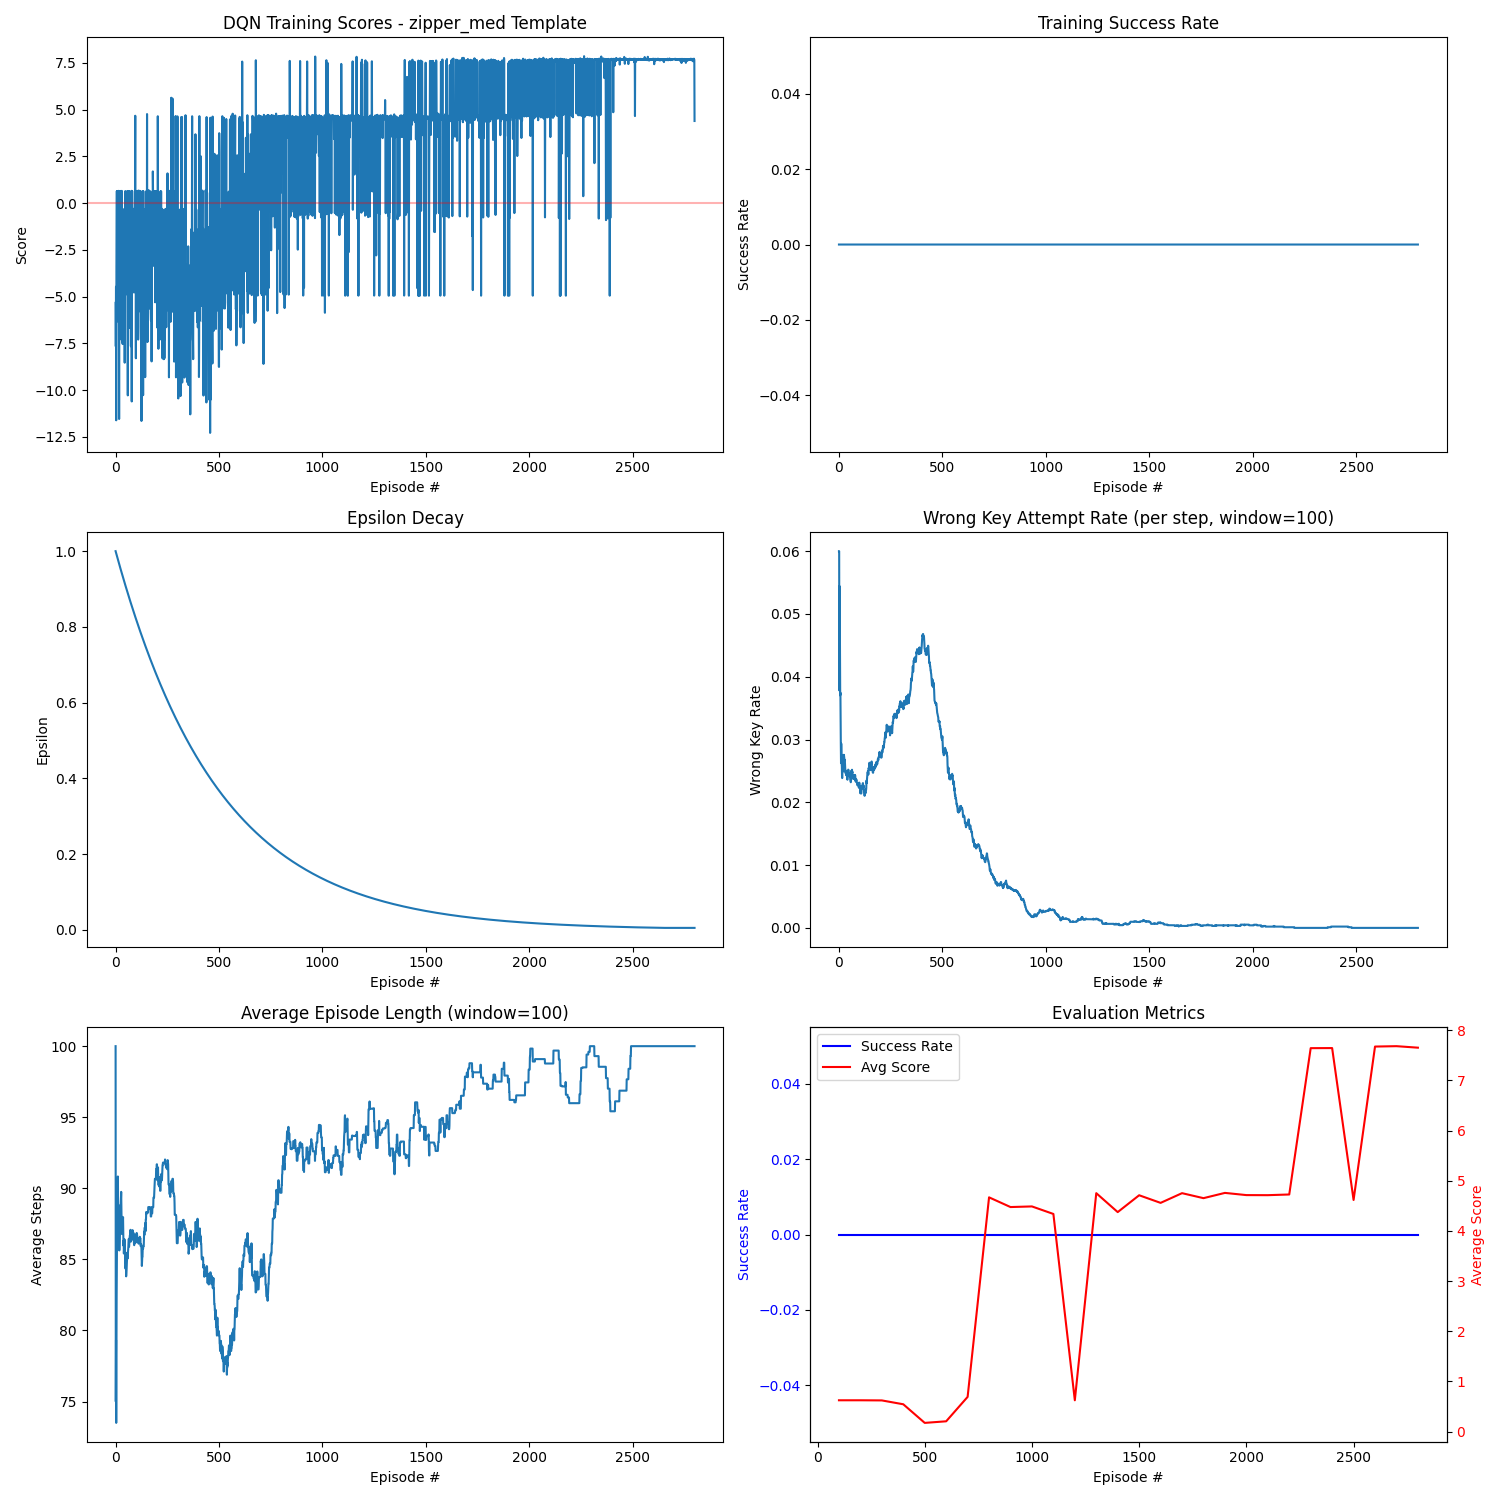 DQN Training Scores - zipper_med Template
7.5
5.0
2.5
0.0
−2.5
−5.0
−7.5
−10.0
−12.5
Score
0 500 1000 1500 2000 2500
Episode #
Training Success Rate
0.04
0.02
0.00
−0.02
−0.04
Success Rate
0 500 1000 1500 2000 2500
Episode #
Epsilon Decay
1.0
0.8
0.6
0.4
0.2
0.0
Epsilon
0 500 1000 1500 2000 2500
Episode #
Wrong Key Attempt Rate (per step, window=100)
0.06
0.05
0.04
0.03
0.02
0.01
0.00
Wrong Key Rate
0 500 1000 1500 2000 2500
Episode #
Average Episode Length (window=100)
100
95
90
85
80
75
Average Steps
0 500 1000 1500 2000 2500
Episode #
Evaluation Metrics
Success Rate
Avg Score
0.04
0.02
0.00
−0.02
−0.04
Success Rate
8
7
6
5
4
3
2
1
0
Average Score
0 500 1000 1500 2000 2500
Episode #